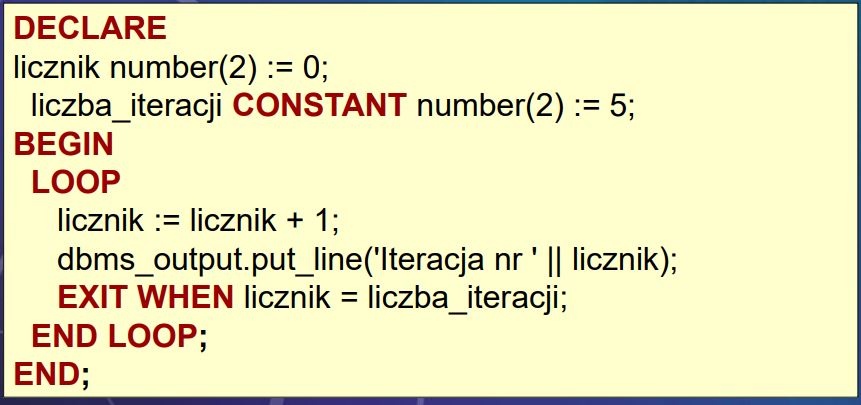 DECLARE
licznik number(2) := 0;
liczba_iteracji CONSTANT number(2) := 5;
BEGIN
LOOP
licznik := licznik + 1;
dbms_output.put_line('Iteracja nr ' || licznik);
EXIT WHEN licznik = liczba_iteracji;
END LOOP;
END;